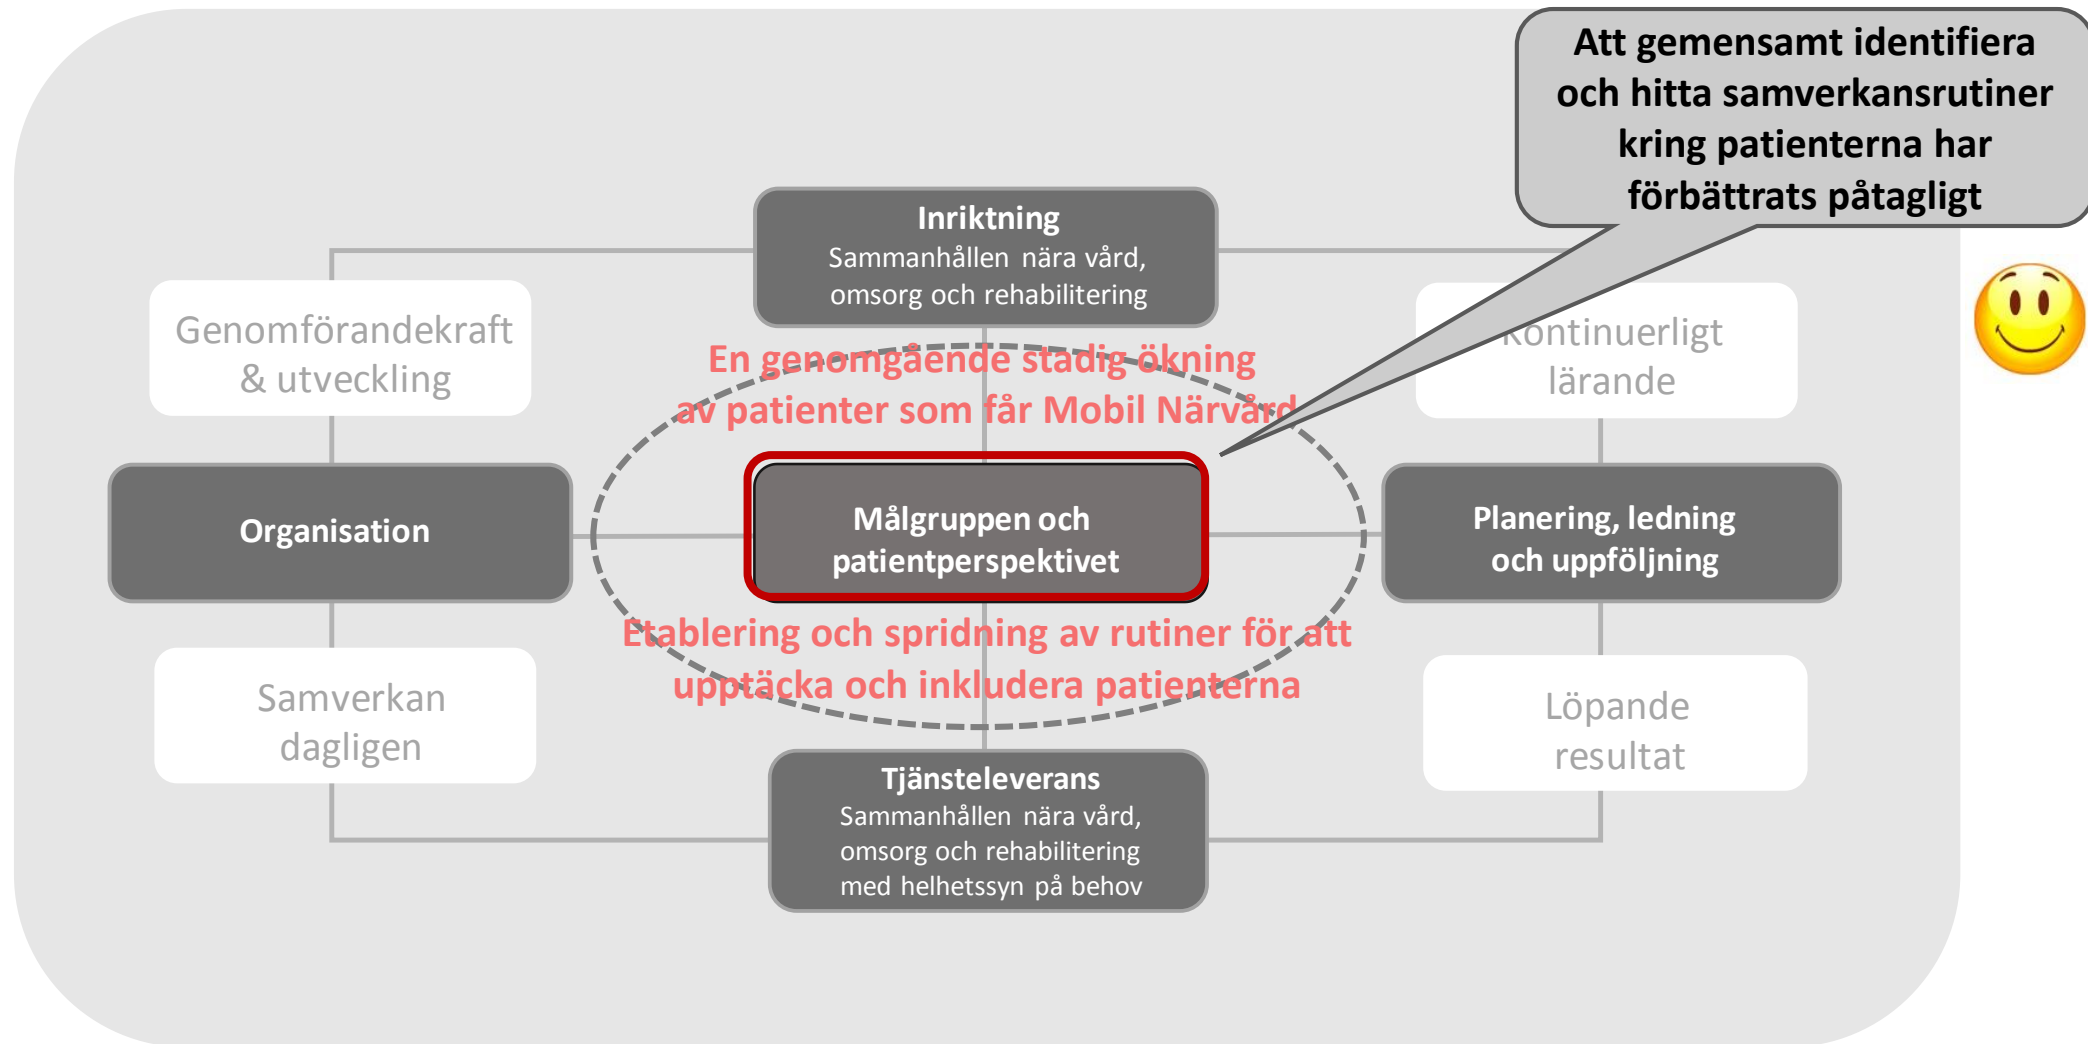 Att gemensamt identifiera
och hitta samverkansrutiner
kring patienterna har
förbättrats påtagligt
Inriktning
Sammanhållen nära vård,
omsorg och rehabilitering
Genomförandekraft
& utveckling
Kontinuerligt
lärande
En genomgående stadig ökning
av patienter som får Mobil Närvård
Organisation
Målgruppen och
patientperspektivet
Planering, ledning
och uppföljning
Etablering och spridning av rutiner för att
upptäcka och inkludera patienterna
Samverkan
dagligen
Löpande
resultat
Tjänsteleverans
Sammanhållen nära vård,
omsorg och rehabilitering
med helhetssyn på behov